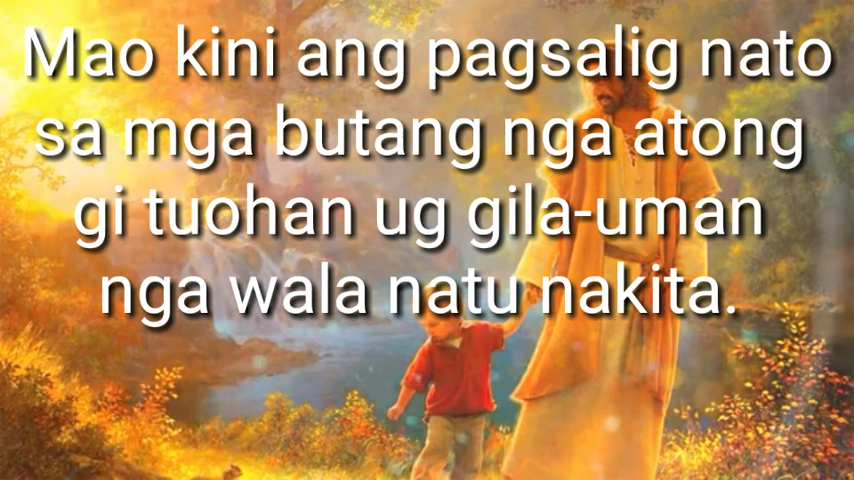 Mao kini ang pagsalig nato
sa mga butang nga atong
gi tuohan ug gila-uman
nga wala natu nakita.